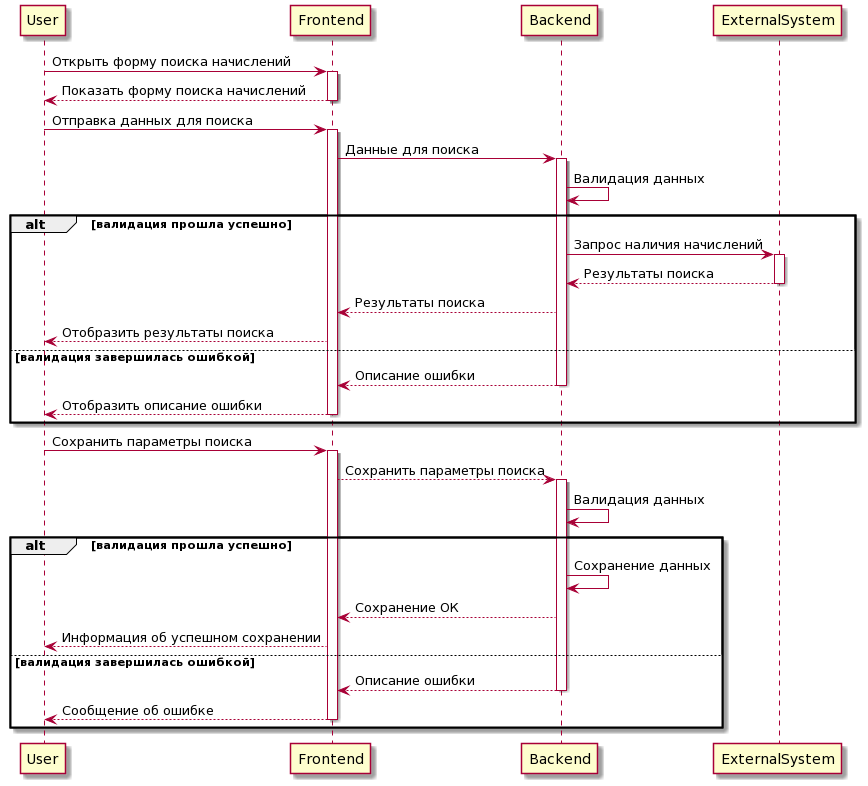 User Frontend Backend ExternalSystem
Открыть форму поиска начислений
Показать форму поиска начислений
Отправка данных для поиска
Данные для поиска
Валидация данных
alt [валидация прошла успешно]
Запрос наличия начислений
Результаты поиска
Результаты поиска
Отобразить результаты поиска
[валидация завершилась ошибкой]
Описание ошибки
Отобразить описание ошибки
Сохранить параметры поиска
Сохранить параметры поиска
Валидация данных
alt [валидация прошла успешно]
Сохранение данных
Сохранение ОК
Информация об успешном сохранении
[валидация завершилась ошибкой]
Описание ошибки
Сообщение об ошибке
User Frontend Backend ExternalSystem